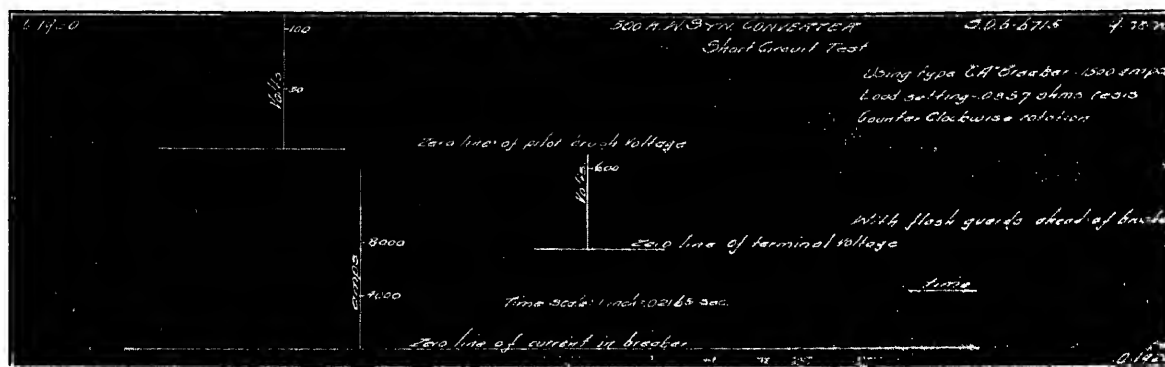 500 K.W. SYN. CONVERTER
Short Circuit Test
100
Volts
50
Using type "CA" Breaker - 1500 amps
Load setting - .0357 ohms resis
Counter Clockwise rotation
Zero line of pilot brush voltage
600
Volts
With flash guards ahead of
Zero line of terminal voltage
8000
amps
4000
time
Time scale 1 inch = .02165 sec.
Zero line of current in breaker